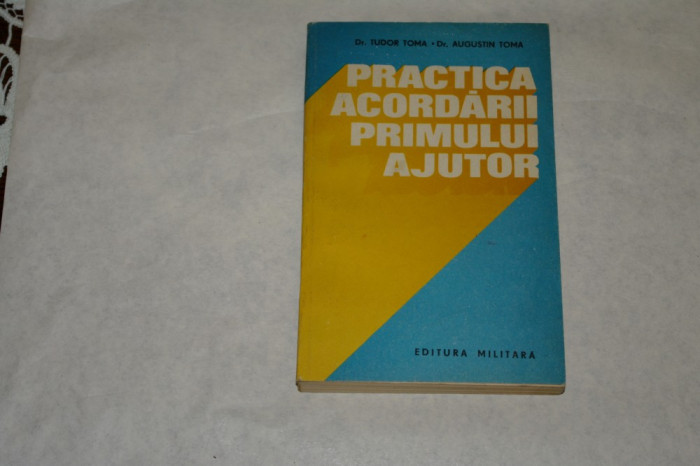 Dr. TUDOR TOMA • Dr. AUGUSTIN TOMA
PRACTICA
ACORDĂRII
PRIMULUI
AJUTOR
EDITURA MILITARA